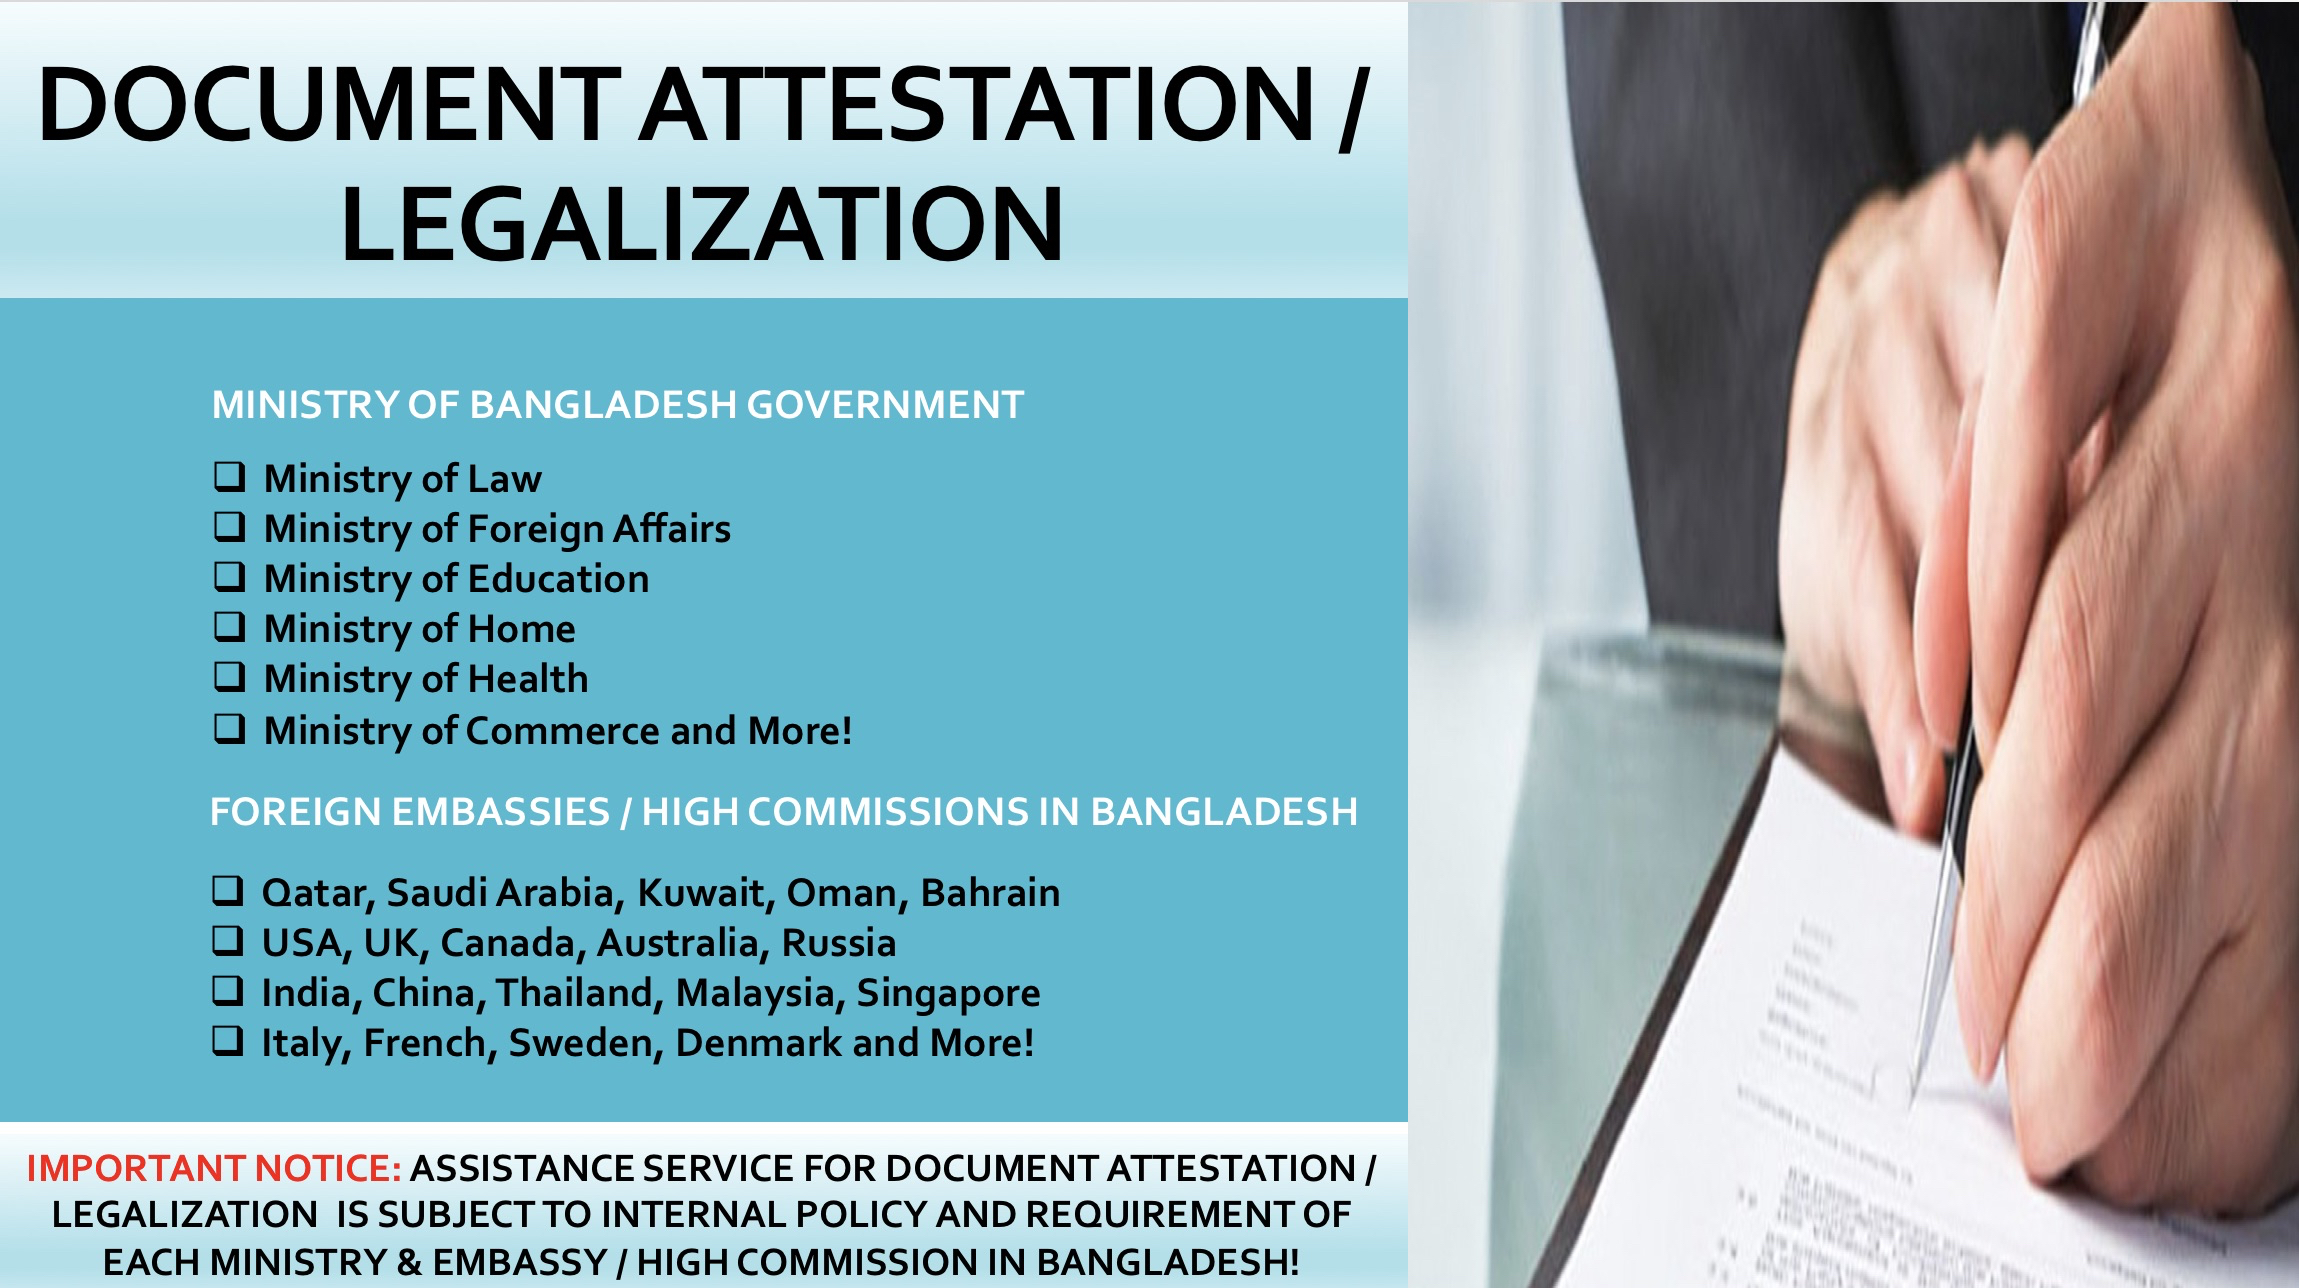 DOCUMENT ATTESTATION /
LEGALIZATION
MINISTRY OF BANGLADESH GOVERNMENT
❑ Ministry of Law
❑ Ministry of Foreign Affairs
❑ Ministry of Education
❑ Ministry of Home
❑ Ministry of Health
❑ Ministry of Commerce and More!
FOREIGN EMBASSIES / HIGH COMMISSIONS IN BANGLADESH
❑ Qatar, Saudi Arabia, Kuwait, Oman, Bahrain
❑ USA, UK, Canada, Australia, Russia
❑ India, China, Thailand, Malaysia, Singapore
❑ Italy, French, Sweden, Denmark and More!
IMPORTANT NOTICE: ASSISTANCE SERVICE FOR DOCUMENT ATTESTATION /
LEGALIZATION IS SUBJECT TO INTERNAL POLICY AND REQUIREMENT OF
EACH MINISTRY & EMBASSY / HIGH COMMISSION IN BANGLADESH!